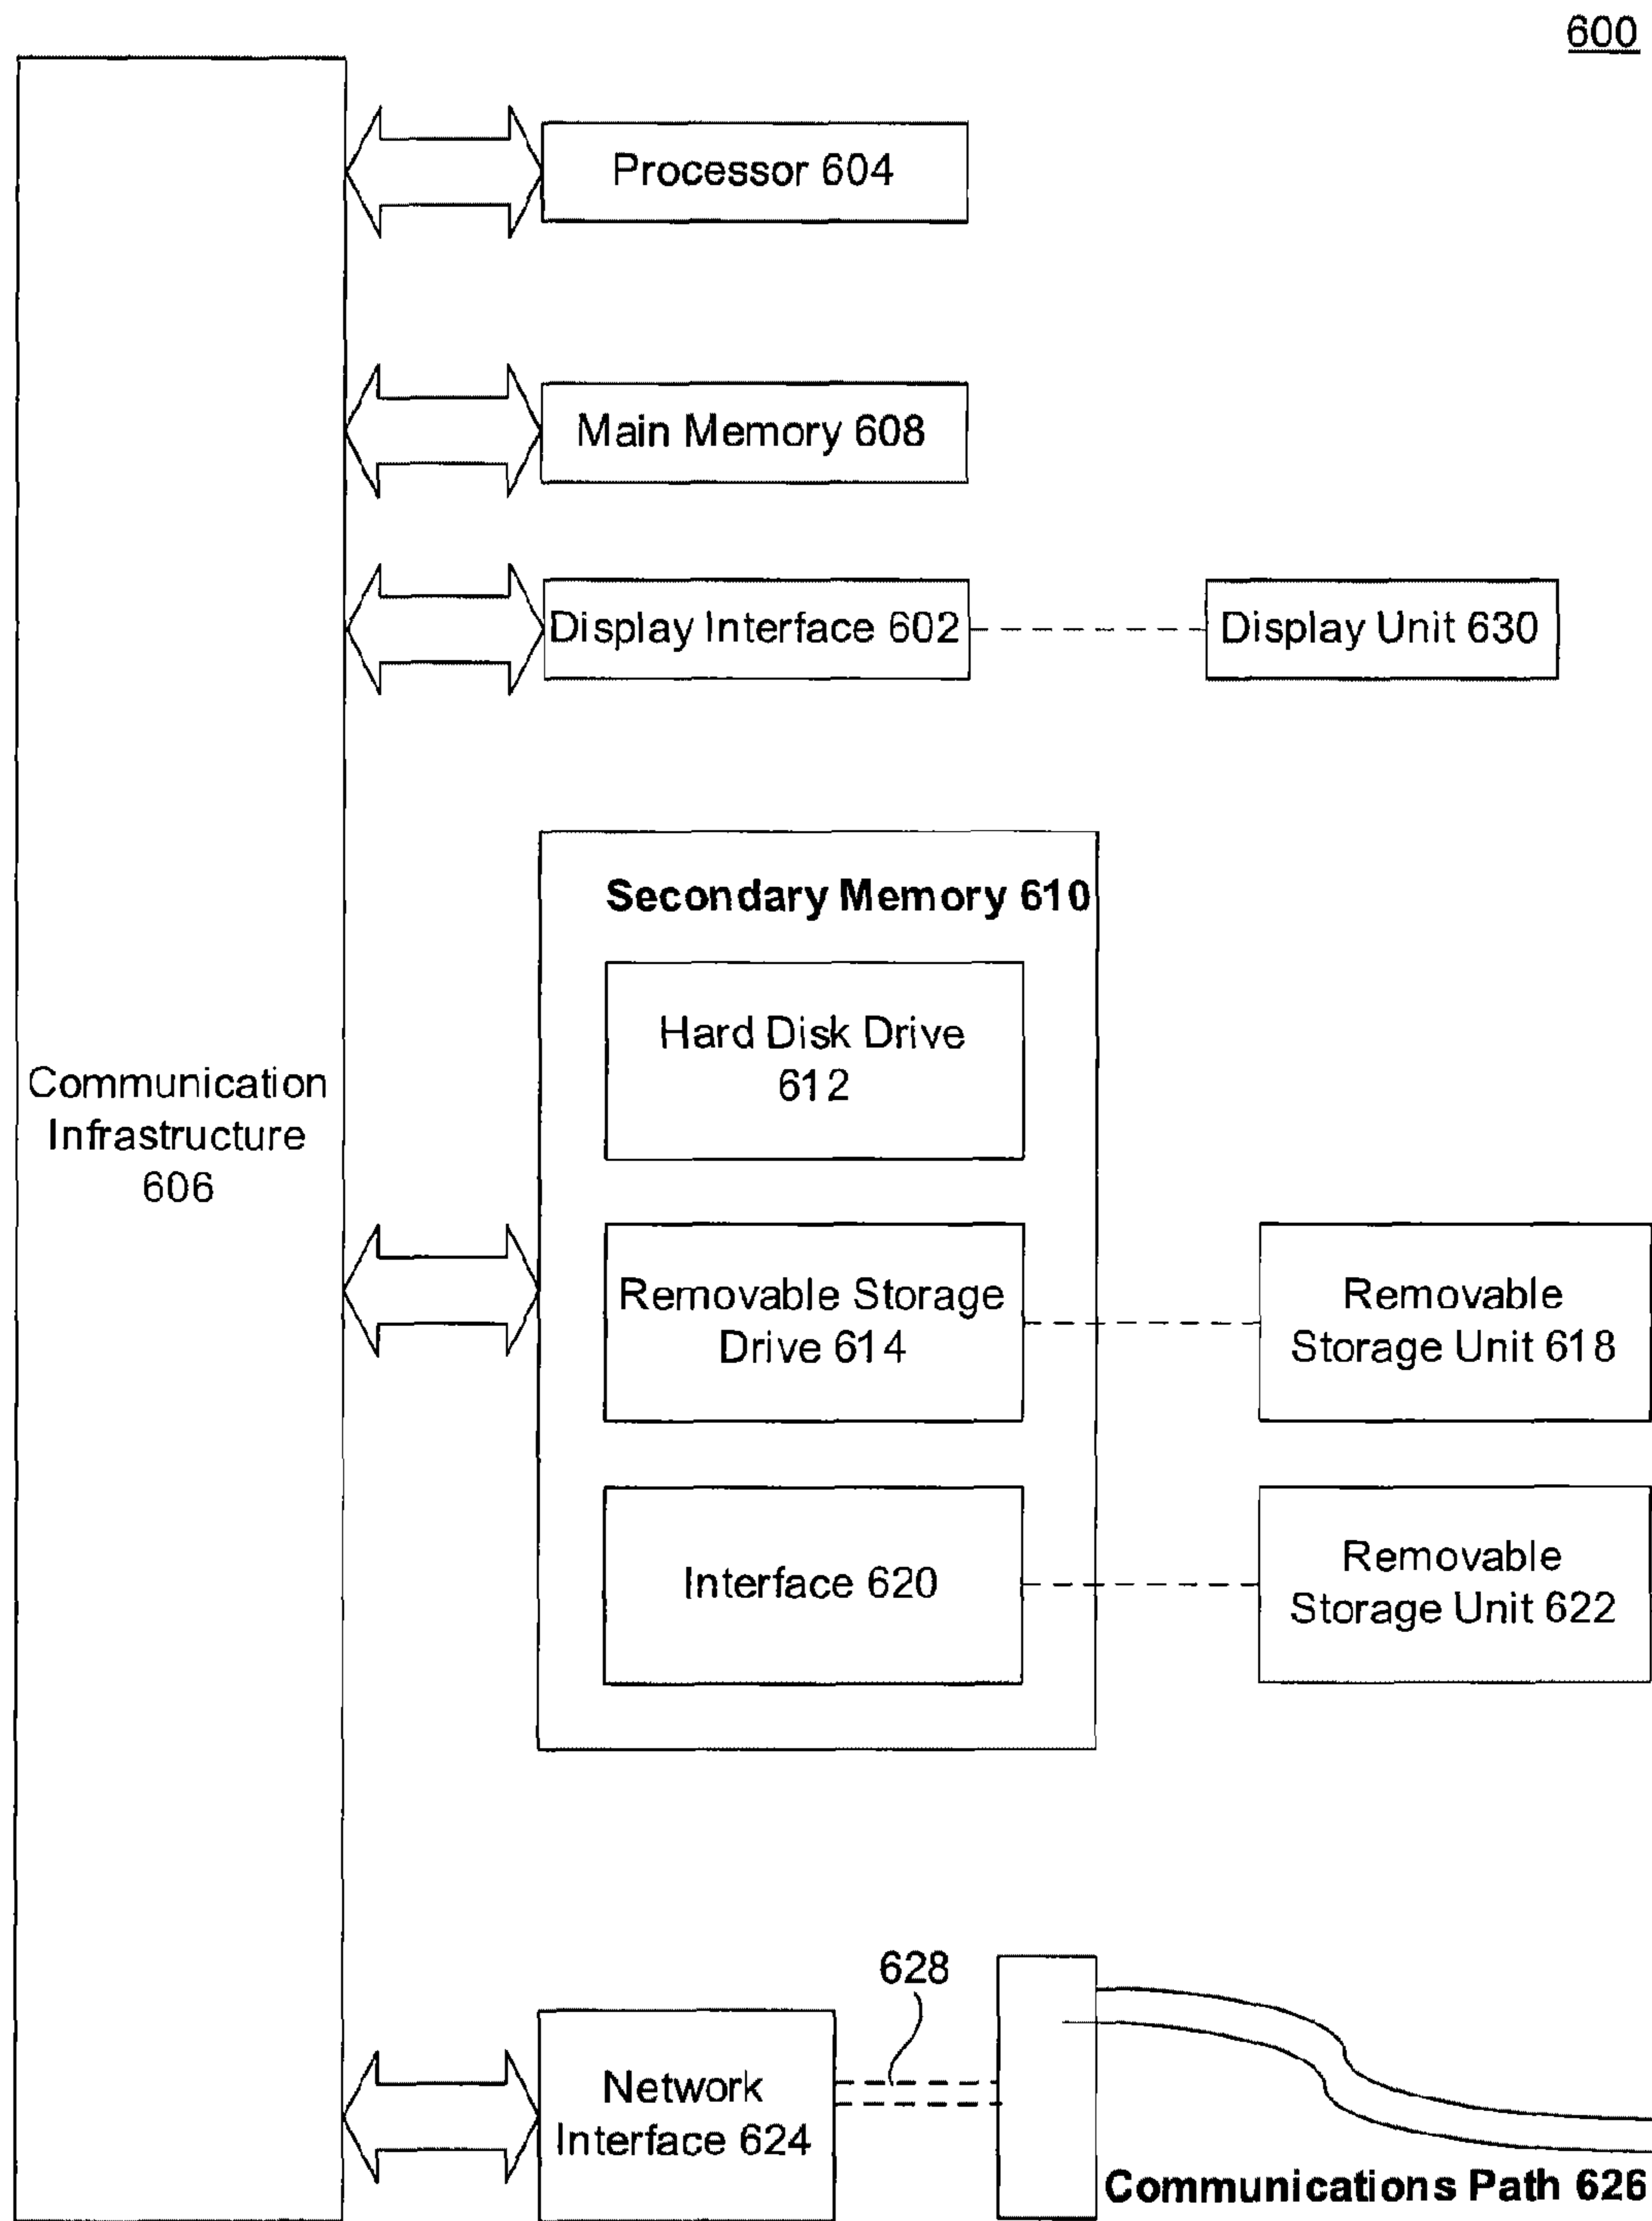 600
Processor 604
Main Memory 608
Display Interface 602
Display Unit 630
Secondary Memory 610
Hard Disk Drive
612
Communication
Infrastructure
606
Removable Storage
Drive 614
Removable
Storage Unit 618
Interface 620
Removable
Storage Unit 622
628
Network
Interface 624
Communications Path 626